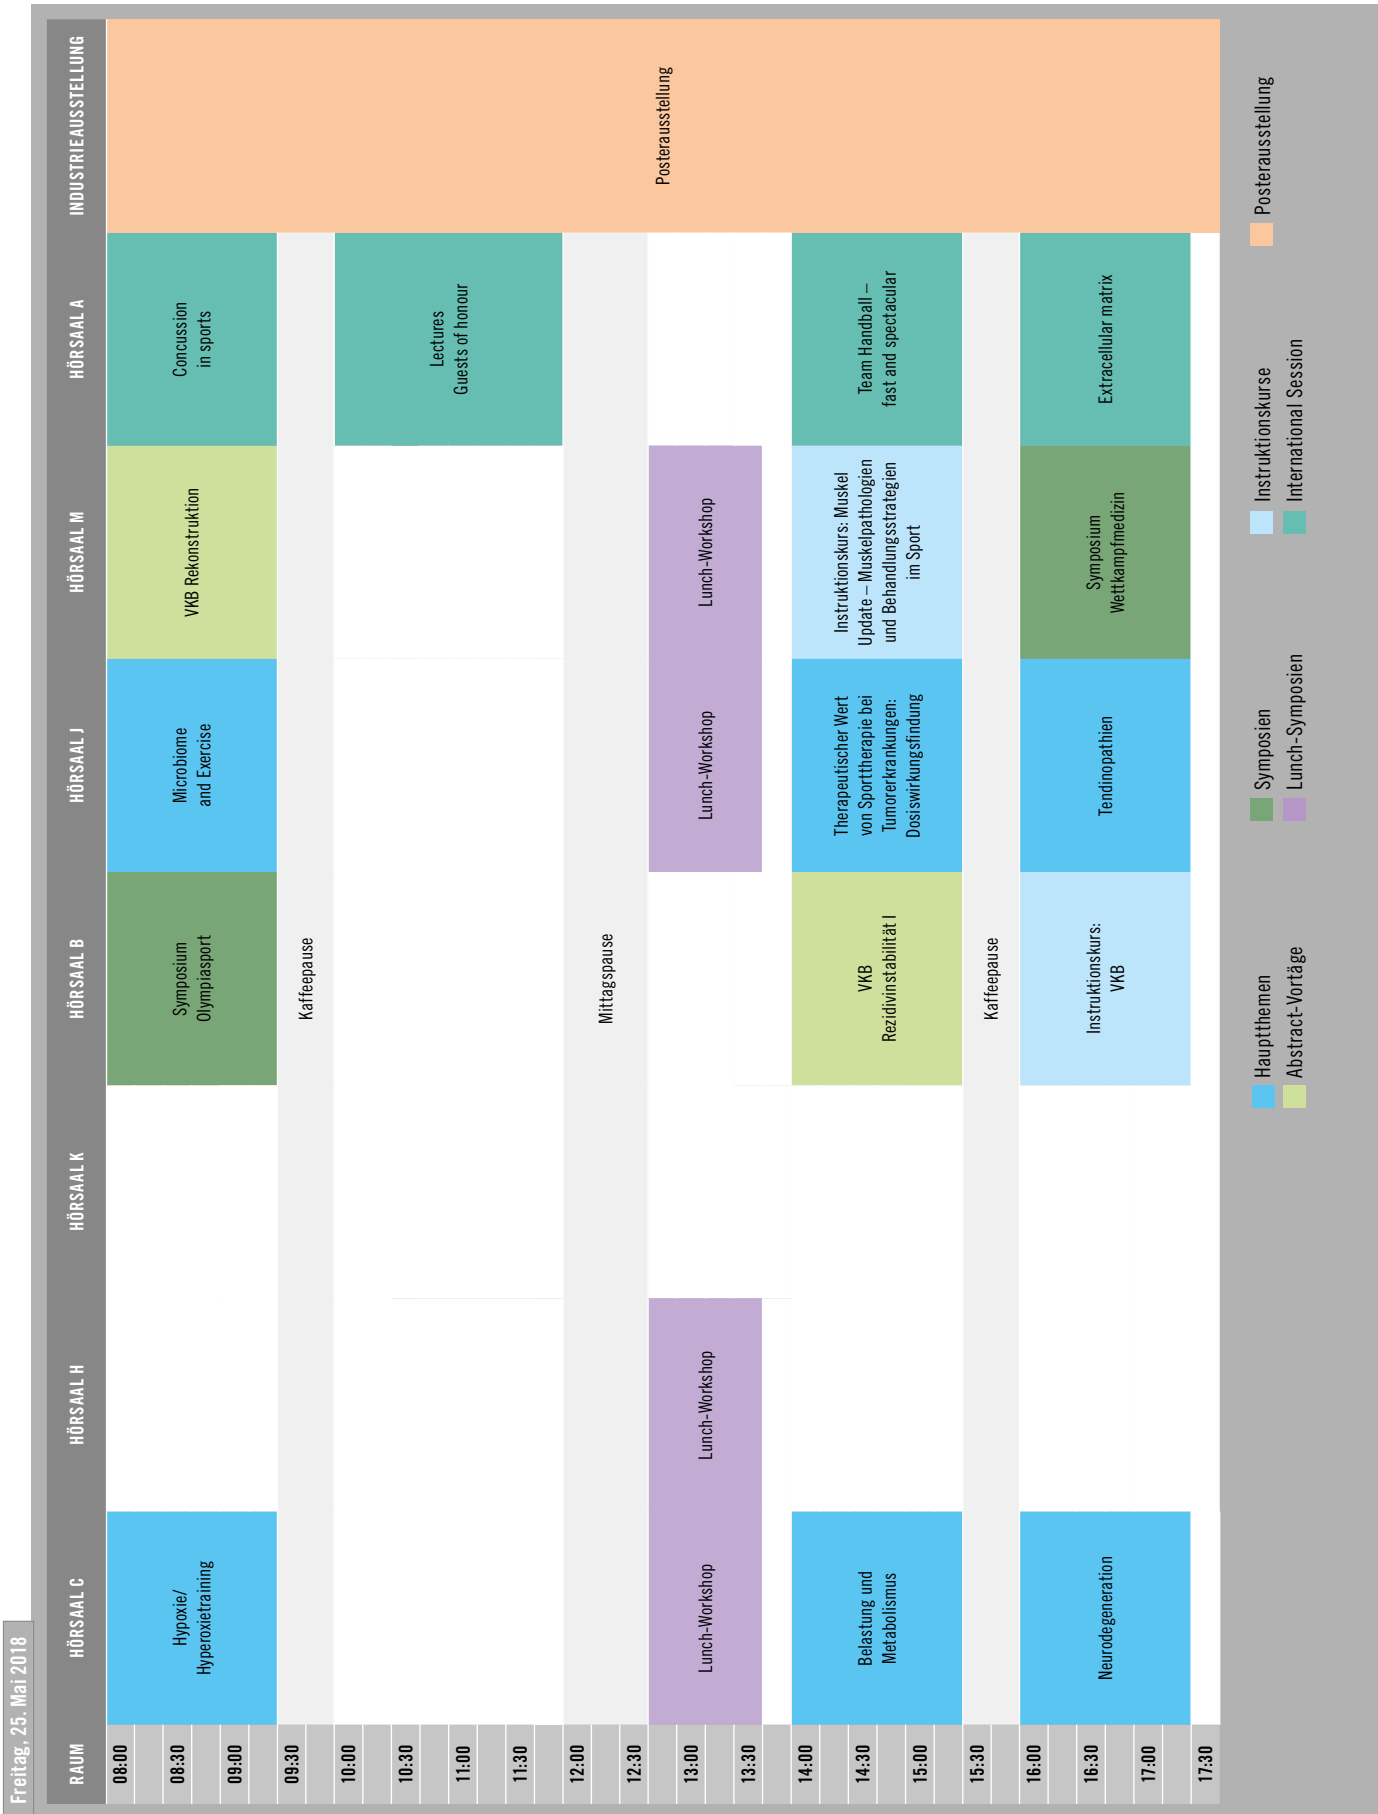 Freitag, 25. Mai 2018
RAUM
HÖRSAAL C
HÖRSAAL H
HÖRSAAL K
HÖRSAAL B
HÖRSAAL J
HÖRSAAL M
HÖRSAAL A
INDUSTRIEAUSSTELLUNG
08:00
08:30
09:00
Hypoxie/
Hyperoxietraining
Symposium
Olympiasport
Microbiome
and Exercise
VKB Rekonstruktion
Concussion
in sports
09:30
Kaffeepause
10:00
10:30
11:00
11:30
Lectures
Guests of honour
12:00
12:30
Mittagspause
Posterausstellung
13:00
13:30
Lunch-Workshop
Lunch-Workshop
Lunch-Workshop
Lunch-Workshop
14:00
14:30
15:00
Belastung und
Metabolismus
VKB
Rezidivinstabilität I
Therapeutischer Wert
von Sporttherapie bei
Tumorerkrankungen:
Dosiswirkungsfindung
Instruktionskurs: Muskel
Update – Muskelpathologien
und Behandlungsstrategien
im Sport
Team Handball –
fast and spectacular
15:30
Kaffeepause
16:00
16:30
17:00
Neurodegeneration
Instruktionskurs:
VKB
Tendinopathien
Symposium
Wettkampfmedizin
Extracellular matrix
17:30
Hauptthemen
Symposien
Instruktionskurse
Posterausstellung
Abstract-Vortäge
Lunch-Symposien
International Session